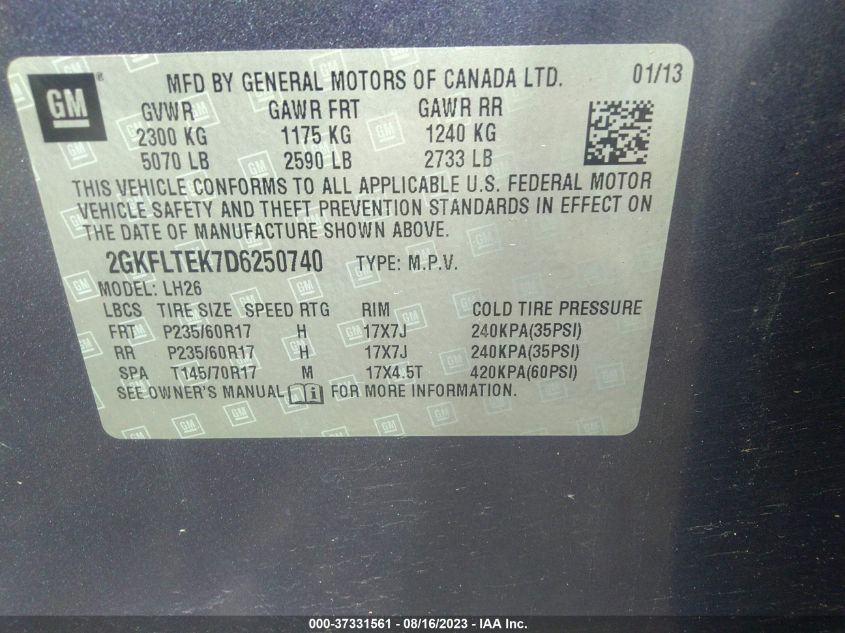 GM ®
MFD BY GENERAL MOTORS OF CANADA LTD. 01/13
GVWR GAWR FRT GAWR RR
2300 KG 1175 KG 1240 KG
5070 LB 2590 LB 2733 LB
THIS VEHICLE CONFORMS TO ALL APPLICABLE U.S. FEDERAL MOTOR
VEHICLE SAFETY AND THEFT PREVENTION STANDARDS IN EFFECT ON
THE DATE OF MANUFACTURE SHOWN ABOVE.
2GKFLTEK7D6250740 TYPE: M.P.V.
MODEL: LH26
LBCS TIRE SIZE SPEED RTG RIM COLD TIRE PRESSURE
FRT P235/60R17 H 17X7J 240KPA(35PSI)
RR P235/60R17 H 17X7J 240KPA(35PSI)
SPA T145/70R17 M 17X4.5T 420KPA(60PSI)
SEE OWNER'S MANUAL i FOR MORE INFORMATION.
000-37331561 - 08/16/2023 - IAA Inc.